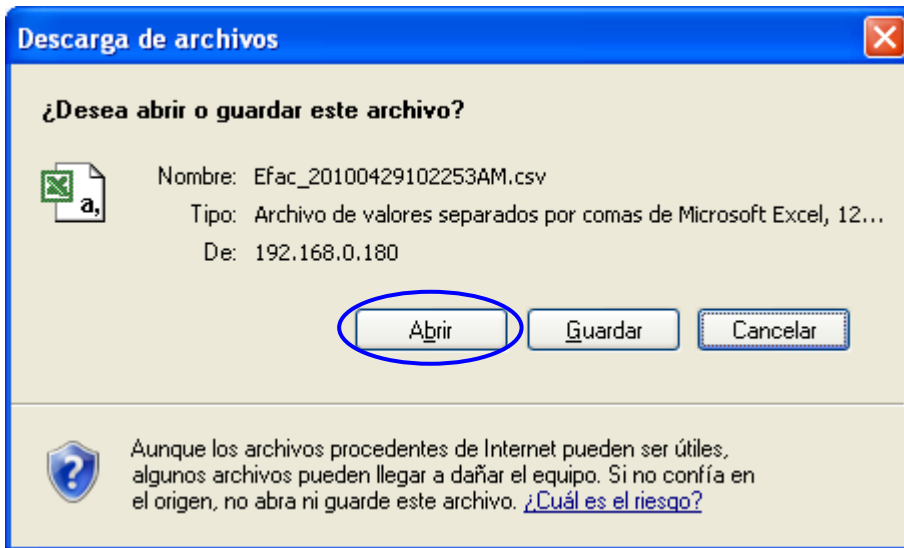 Descarga de archivos
¿Desea abrir o guardar este archivo?
Nombre: Efac_20100429102253AM.csv
Tipo: Archivo de valores separados por comas de Microsoft Excel, 12...
De: 192.168.0.180
Abrir Guardar Cancelar
Aunque los archivos procedentes de Internet pueden ser útiles,
algunos archivos pueden llegar a dañar el equipo. Si no confía en
el origen, no abra ni guarde este archivo. ¿Cuál es el riesgo?